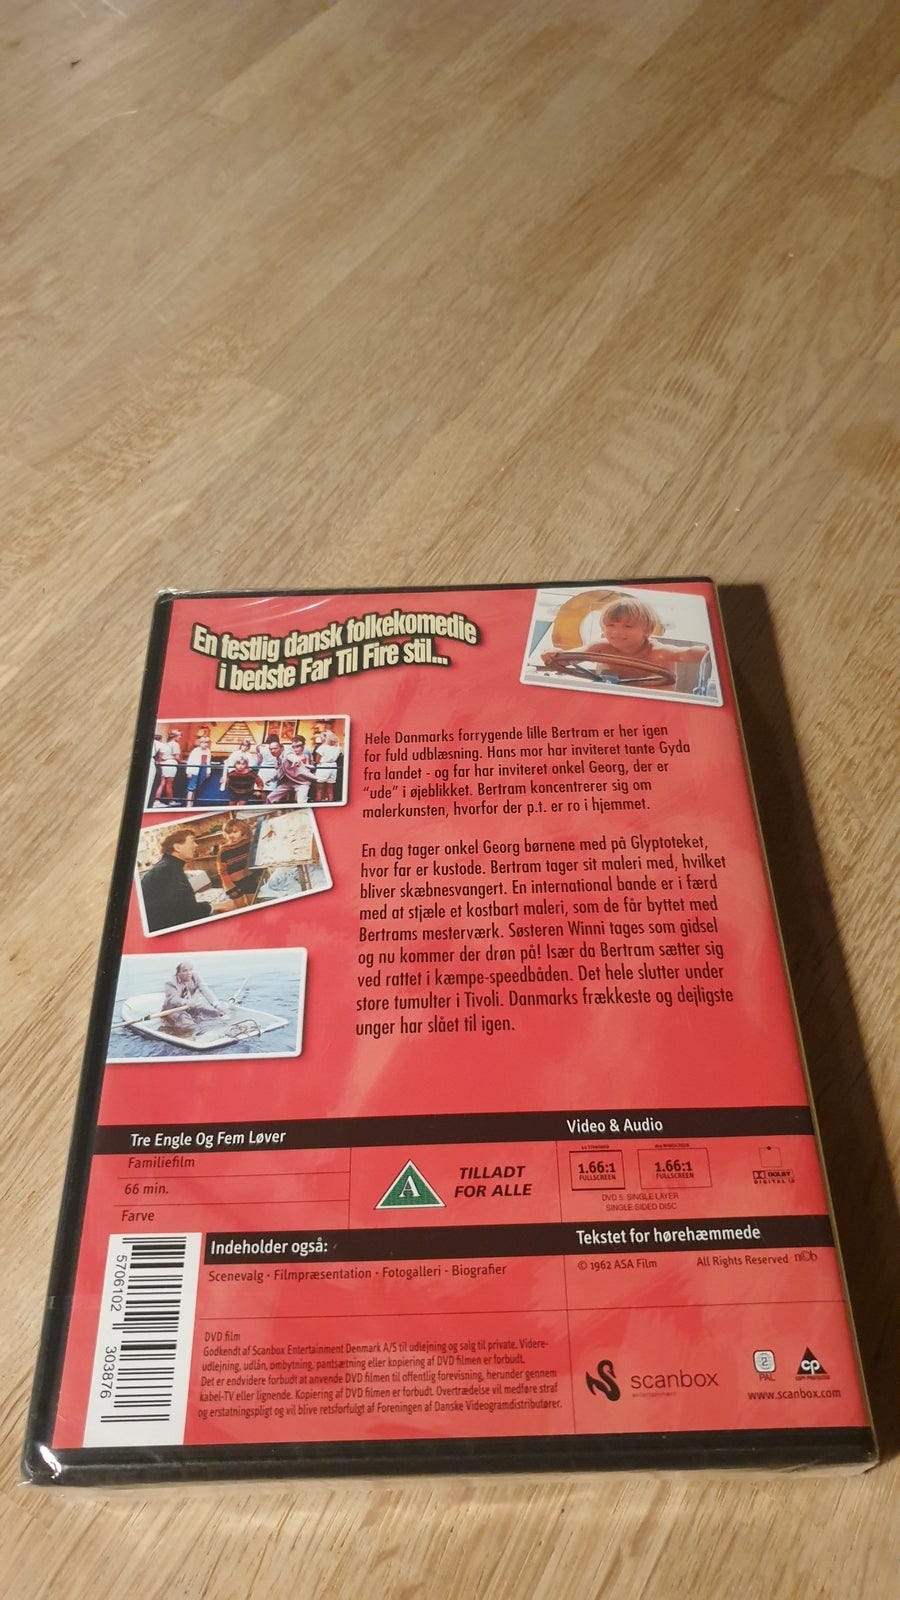 En festlig dansk folkekomedie
i bedste Far Til Fire stil...
Hele Danmarks forrygende lille Bertram er her igen
for fuld udblæsning. Hans mor har inviteret tante Gyda
fra landet - og far har inviteret onkel Georg, der er
"ude" i øjeblikket. Bertram koncentrerer sig om
malerkunsten, hvorfor der p.t. er ro i hjemmet.
En dag tager onkel Georg børnene med på Glyptoteket,
hvor far er kustode. Bertram tager sit maleri med, hvilket
bliver skæbnesvangert. En international bande er i færd
med at stjæle et kostbart maleri, som de får byttet med
Bertrams mesterværk. Søsteren Winni tages som gidsel
og nu kommer der drøn på! Især da Bertram sætter sig
ved rattet i kæmpe-speedbåden. Det hele slutter under
store tumulter i Tivoli. Danmarks frækkeste og dejligste
unger har slået til igen.
Tre Engle Og Fem Løver
Familiefilm
66 min.
Farve
A
TILLADT
FOR ALLE
Video & Audio
4:3 STANDARD
16:9 WIDESCREEN
1.66:1
FULLSCREEN
1.66:1
FULLSCREEN
DVD 5: SINGLE LAYER
SINGLE SIDED DISC
DOLBY
DIGITAL
Indeholder også:
Scenevalg · Filmpræsentation · Fotogalleri · Biografier
Tekstet for hørehæmmede
© 1962 ASA Film
All Rights Reserved
ncb
DVD film
Godkendt af Scanbox Entertainment Denmark A/S til udlejning og salg til private. Videre-
udlejning, udlån, ombytning, pantsætning eller kopiering af DVD filmen er forbudt.
Det er endvidere forbudt at anvende DVD filmen til offentlig forevisning, herunder gennem
kabel-TV eller lignende. Kopiering af DVD filmen er forbudt. Overtrædelse vil medføre straf
og erstatningspligt og vil blive retsforfulgt af Foreningen af Danske Videogramdistributører.
5706102 303876
scanbox
entertainment
2
PAL
cp
COPY PROTECTED
www.scanbox.com